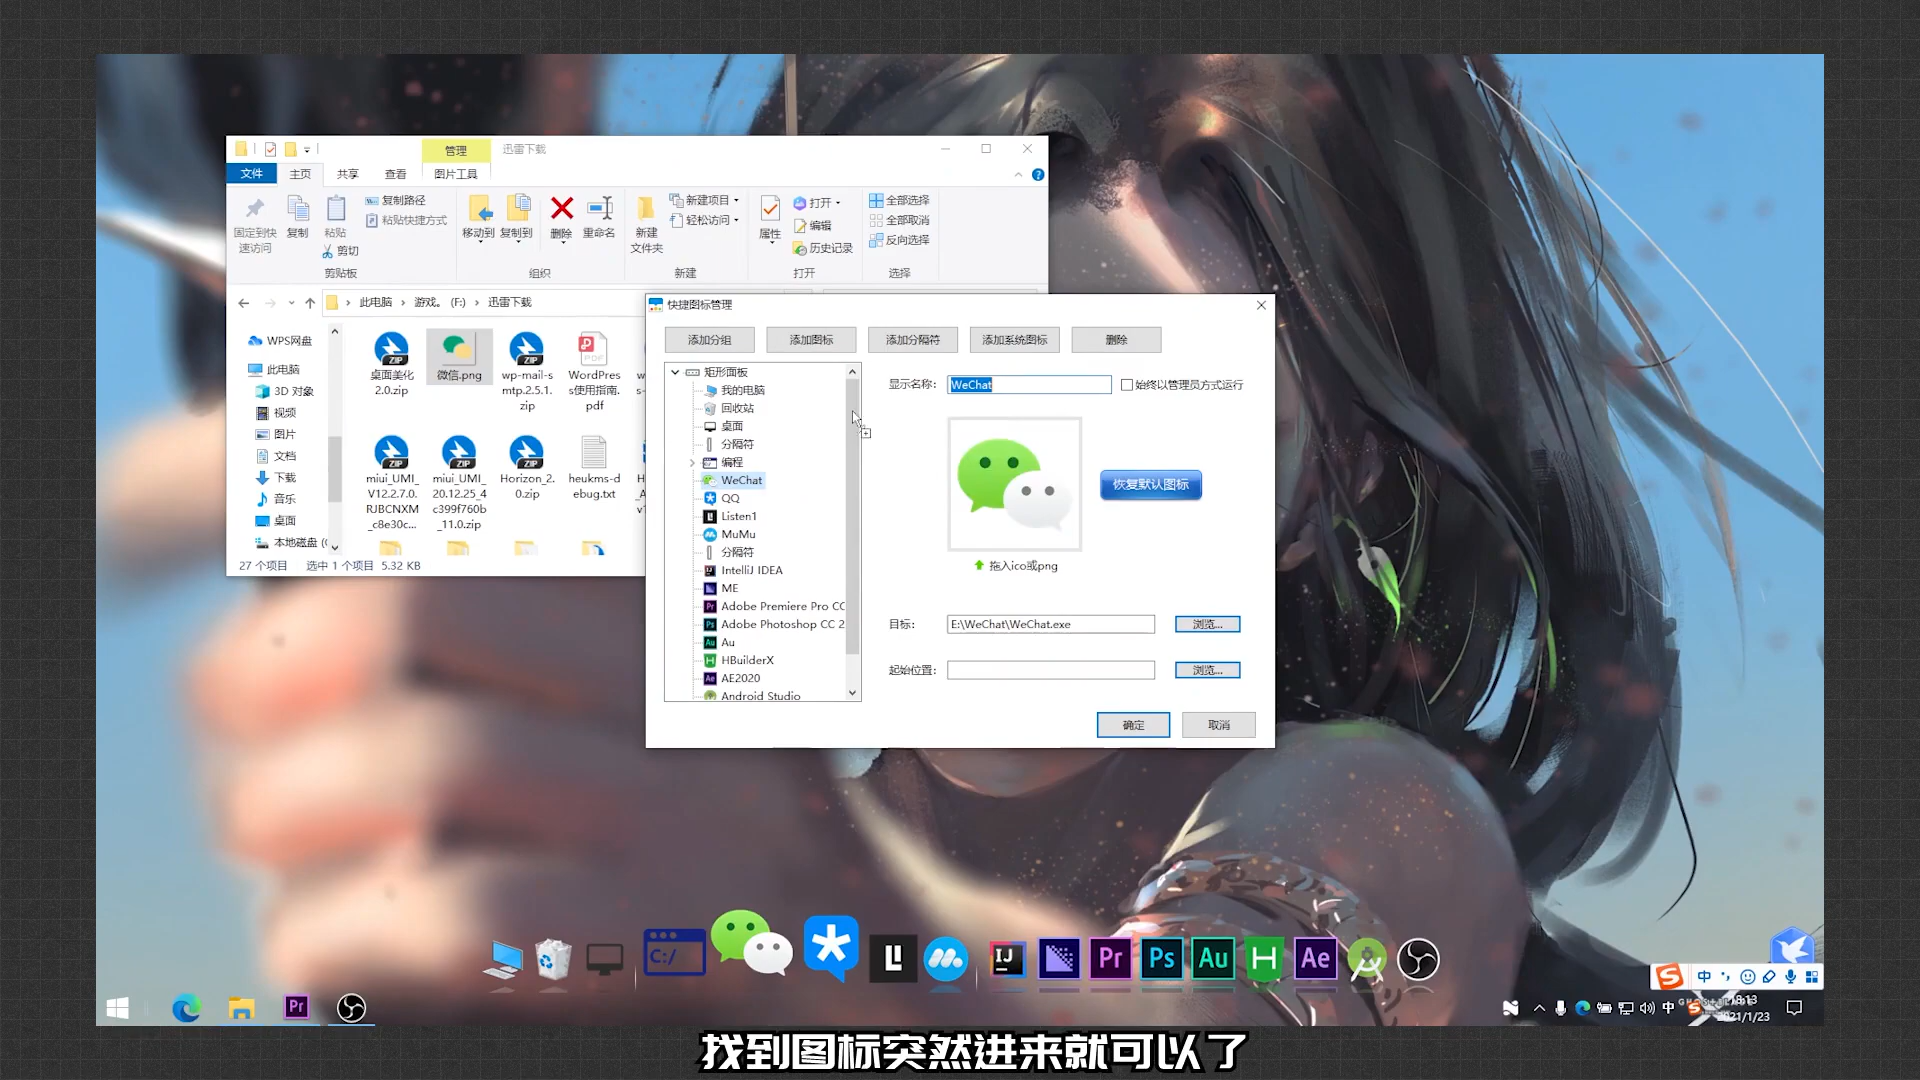 管理
迅雷下载
文件
主页
共享
查看
图片工具
固定到快
速访问
复制
粘贴
复制路径
粘贴快捷方式
剪切
剪贴板
移动到
复制到
删除
重命名
组织
新建
文件夹
新建项目
轻松访问
新建
属性
打开
编辑
历史记录
打开
全部选择
全部取消
反向选择
选择
此电脑
游戏。 (F:)
迅雷下载
WPS网盘
此电脑
3D 对象
视频
图片
文档
下载
音乐
桌面
本地磁盘 (
桌面美化
2.0.zip
微信.png
wp-mail-s
mtp.2.5.1.
zip
WordPres
s使用指南.
pdf
miui_UMI_
V12.2.7.0.
RJBCNXM
_c8e30c...
miui_UMI_
20.12.25_4
c399f760b
_11.0.zip
Horizon_2.
0.zip
heukms-d
ebug.txt
27 个项目
选中 1 个项目 5.32 KB
快捷图标管理
添加分组
添加图标
添加分隔符
添加系统图标
删除
矩形面板
我的电脑
回收站
桌面
分隔符
编程
WeChat
QQ
Listen1
MuMu
分隔符
IntelliJ IDEA
ME
Adobe Premiere Pro CC
Adobe Photoshop CC 2
Au
HBuilderX
AE2020
Android Studio
显示名称:
WeChat
始终以管理员方式运行
恢复默认图标
拖入ico或png
目标:
E:\WeChat\WeChat.exe
浏览...
起始位置:
浏览...
确定
取消
C:/
IJ
Pr
Ps
Au
H
Ae
中
Pr
中
2021/1/23
找到图标突然进来就可以了